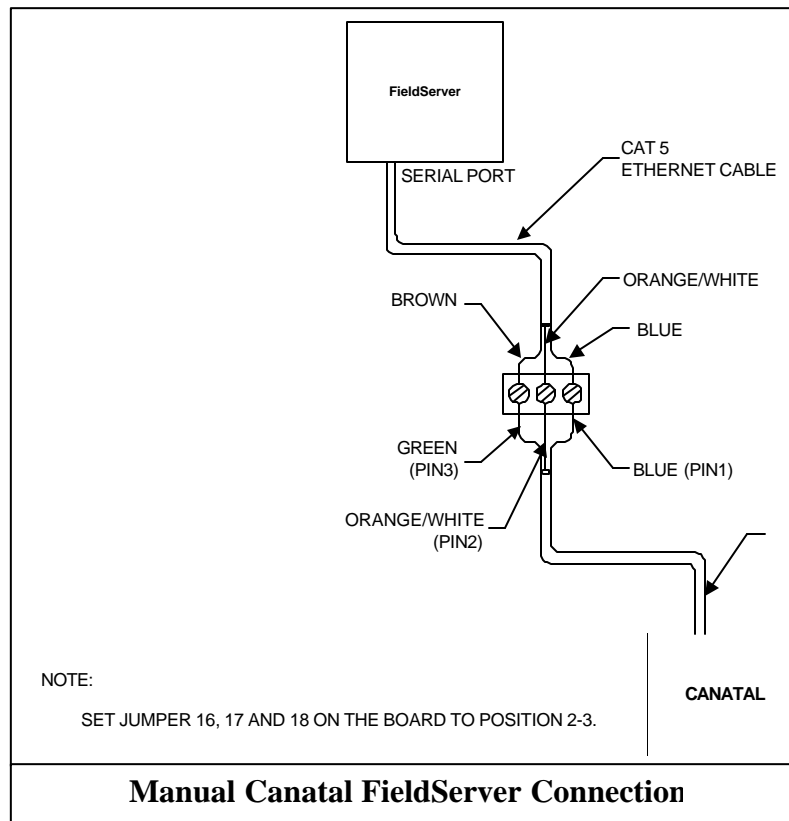 FieldServer
SERIAL PORT
CAT 5
ETHERNET CABLE
BROWN
ORANGE/WHITE
BLUE
GREEN
(PIN3)
BLUE (PIN1)
ORANGE/WHITE
(PIN2)
NOTE:
SET JUMPER 16, 17 AND 18 ON THE BOARD TO POSITION 2-3.
CANATAL
Manual Canatal FieldServer Connection